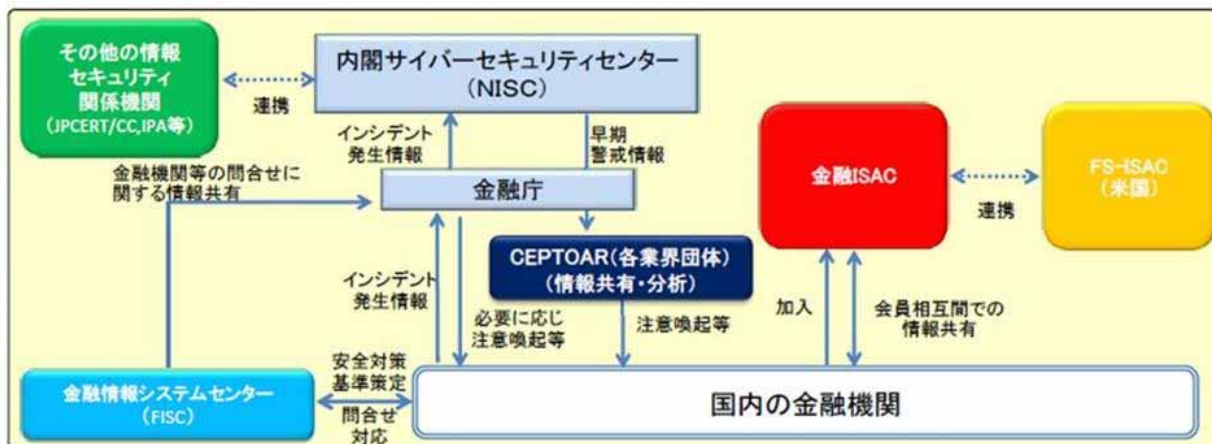 その他の情報
セキュリティ
関係機関
(JPCERT/CC,IPA等)
連携
内閣サイバーセキュリティセンター
(NISC)
インシデント
発生情報
早期
警戒情報
金融機関等の問合せに
関する情報共有
金融庁
金融ISAC
連携
FS-ISAC
(米国)
CEPTOAR(各業界団体)
(情報共有・分析)
インシデント
発生情報
必要に応じ
注意喚起等
注意喚起等
加入
会員相互間での
情報共有
金融情報システムセンター
(FISC)
安全対策
基準策定
問合せ
対応
国内の金融機関